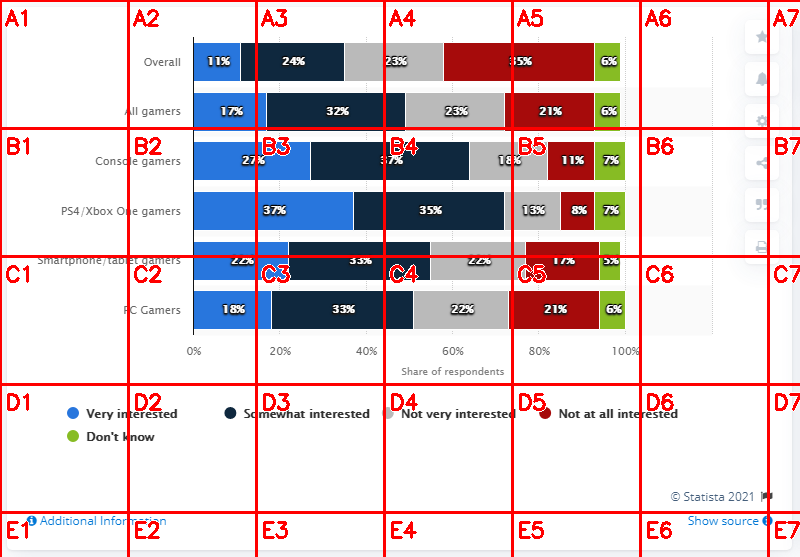 Overall 11% 24% 23% 35% 6%
All gamers 17% 32% 23% 21% 6%
Console gamers 27% 37% 18% 11% 7%
PS4/Xbox One gamers 37% 35% 13% 8% 7%
Smartphone/tablet gamers 22% 33% 22% 17% 5%
PC Gamers 18% 33% 22% 21% 6%
0% 20% 40% 60% 80% 100%
Share of respondents
Very interested Somewhat interested Not very interested Not at all interested
Don't know
© Statista 2021
Additional Information Show source
A1 A2 A3 A4 A5 A6 A7
B1 B2 B3 B4 B5 B6 B7
C1 C2 C3 C4 C5 C6 C7
D1 D2 D3 D4 D5 D6 D7
E1 E2 E3 E4 E5 E6 E7